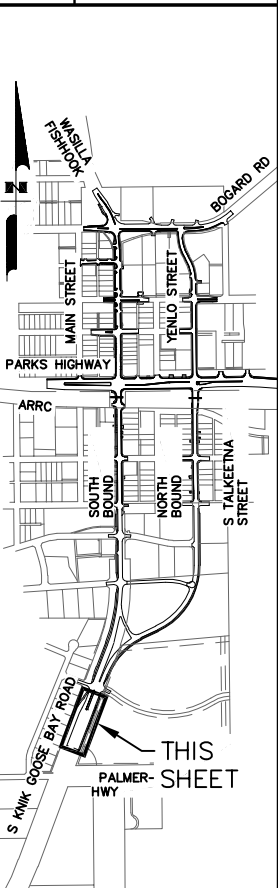 WASILLA
FISHHOOK
BOGARD RD
N
MAIN STREET
YENLO STREET
PARKS HIGHWAY
ARRC
SOUTH
BOUND
NORTH
BOUND
S TALKEETNA
STREET
S KNIK GOOSE BAY ROAD
THIS
SHEET
PALMER-
HWY